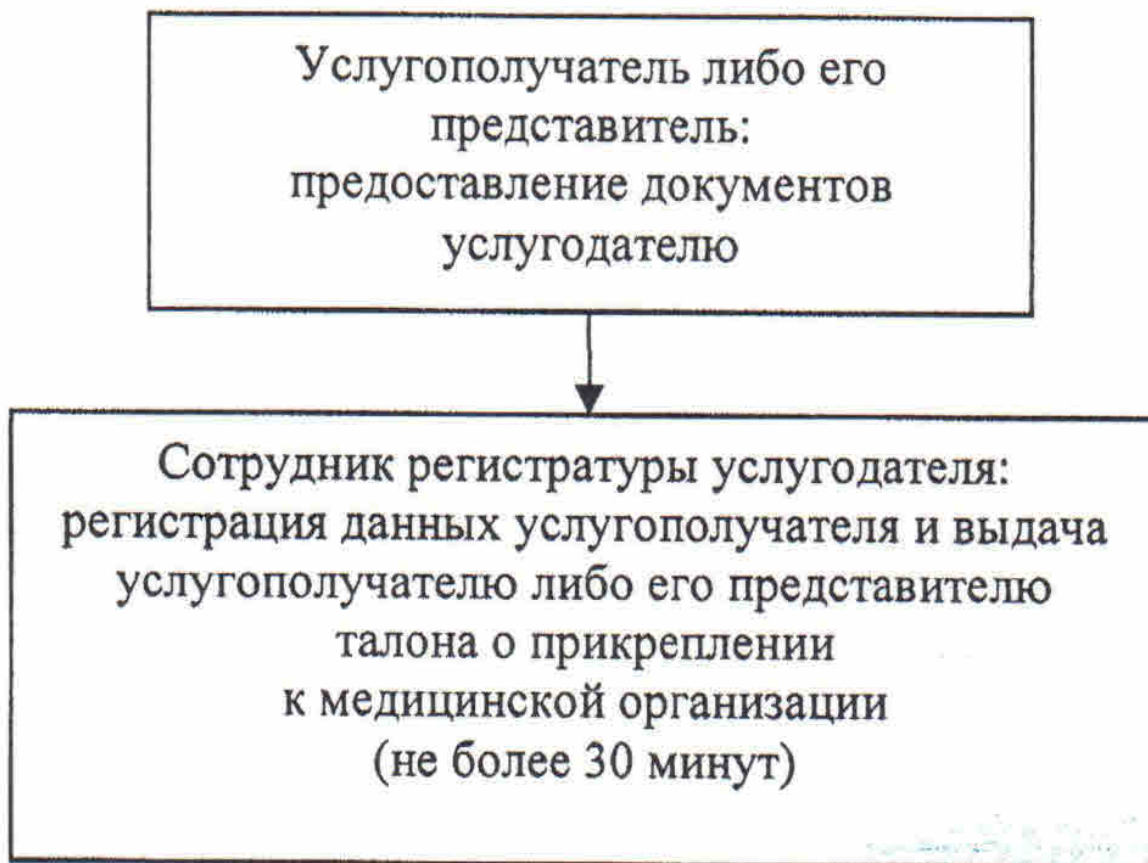 Услугополучатель либо его
представитель:
предоставление документов
услугодателю
Сотрудник регистратуры услугодателя:
регистрация данных услугополучателя и выдача
услугополучателю либо его представителю
талона о прикреплении
к медицинской организации
(не более 30 минут)